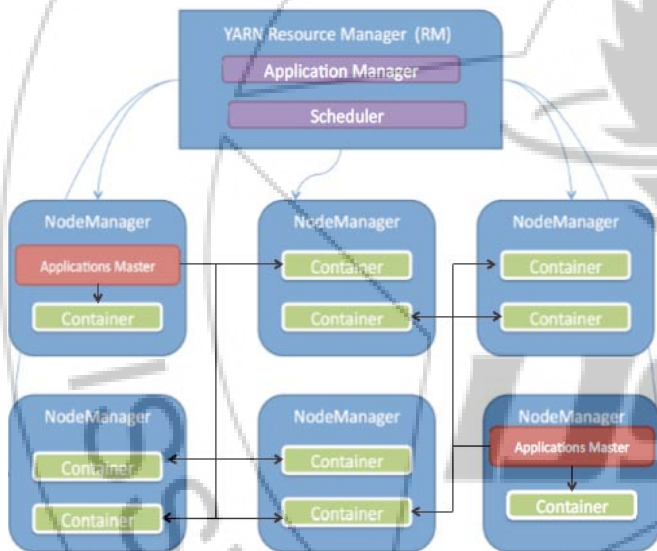 YARN Resource Manager (RM)
Application Manager
Scheduler
NodeManager
Applications Master
Container
NodeManager
Container
Container
NodeManager
Container
Container
NodeManager
Container
Container
NodeManager
Container
Container
NodeManager
Applications Master
Container